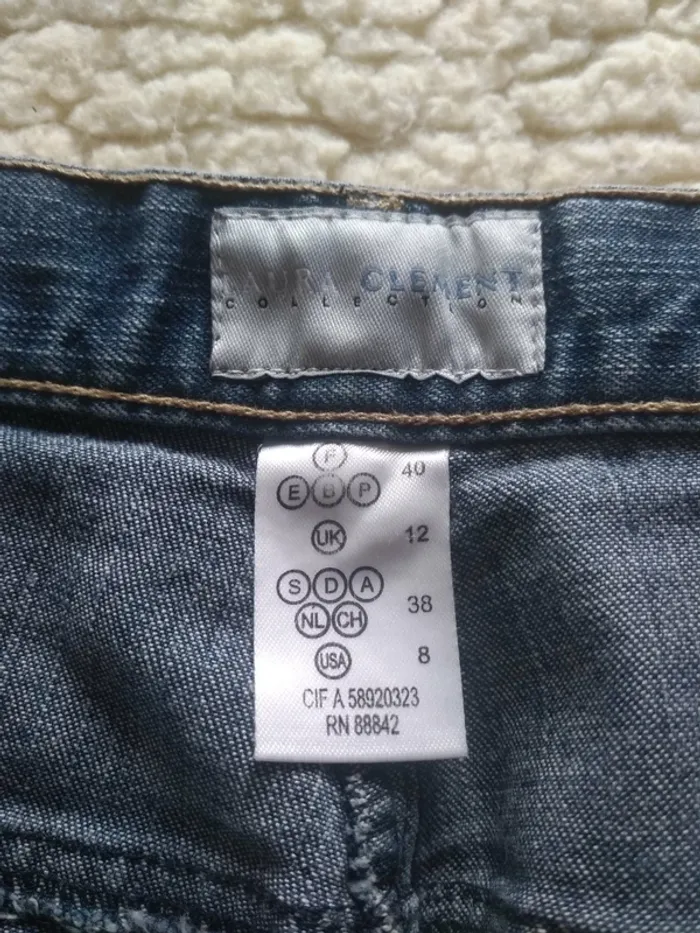 LAURA CLEMENT
COLLECTION
F 40
E B P
UK 12
S D A
38
NL CH
USA 8
CIF A 58920323
RN 88842